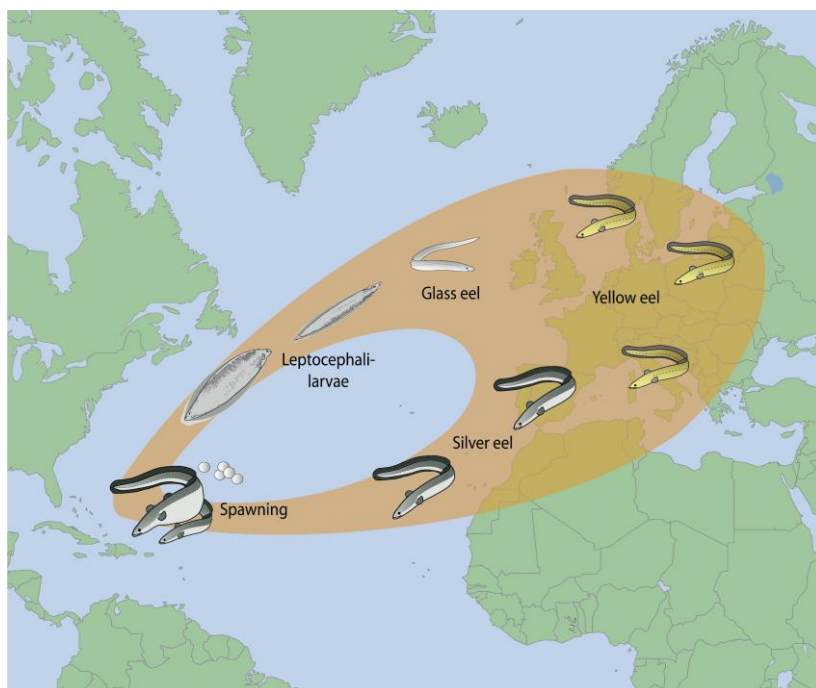 Glass eel
Yellow eel
Leptocephali-
larvae
Silver eel
Spawning